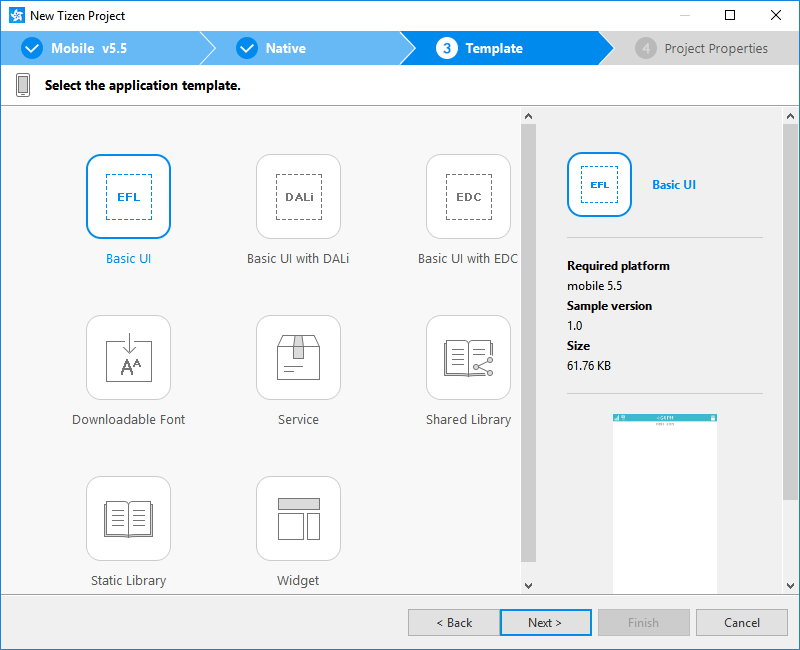 New Tizen Project
Mobile v5.5
Native
3 Template
4 Project Properties
Select the application template.
EFL
Basic UI
DALi
Basic UI with DALi
EDC
Basic UI with EDC
AA
Downloadable Font
Service
Shared Library
Static Library
Widget
EFL
Basic UI
Required platform
mobile 5.5
Sample version
1.0
Size
61.76 KB
< Back
Next >
Finish
Cancel